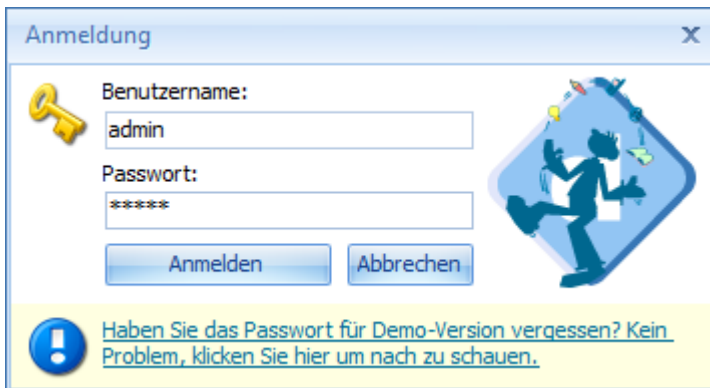 Anmeldung
Benutzername:
admin
Passwort:
*****
Anmelden
Abbrechen
Haben Sie das Passwort für Demo-Version vergessen? Kein
Problem, klicken Sie hier um nach zu schauen.